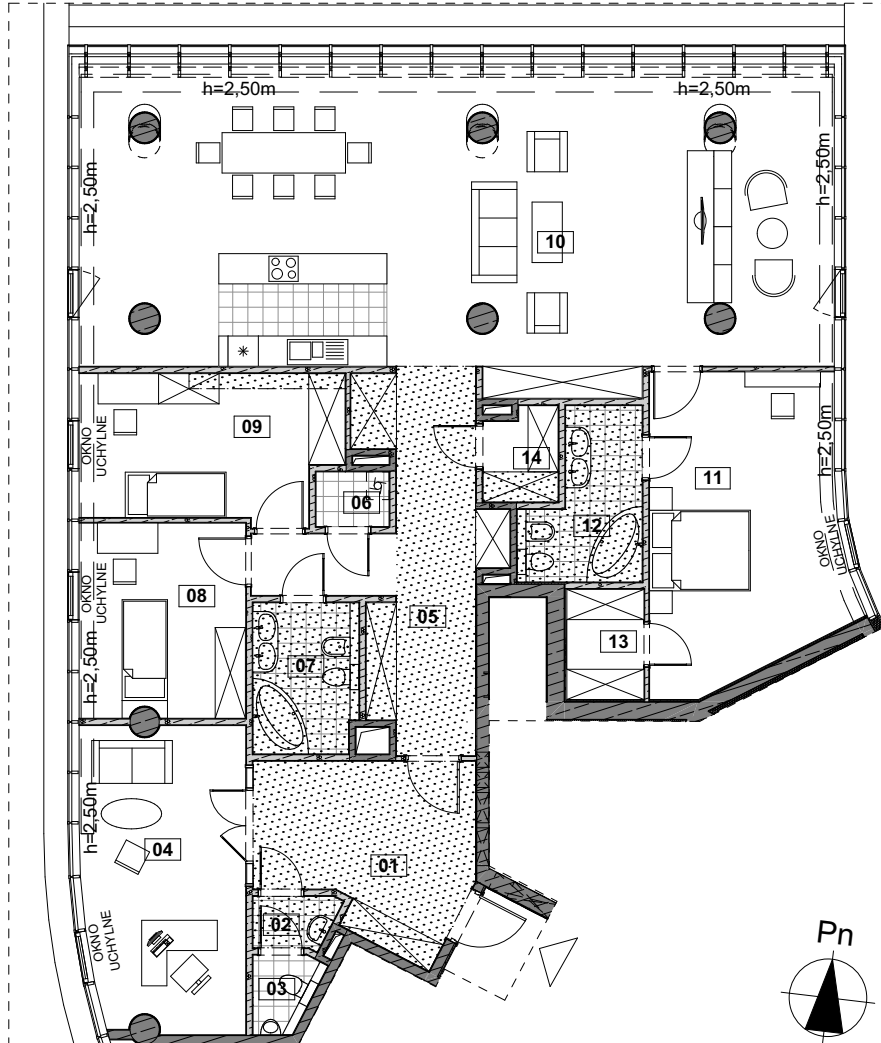 h=2,50m
h=2,50m
h=2,50m
h=2,50m
10
09
OKNO
UCHYLNE
14
06
11
h=2,50m
12
OKNO
UCHYLNE
OKNO
UCHYLNE
08
05
13
07
h=2,50m
h=2,50m
04
01
02
OKNO
UCHYLNE
03
Pn